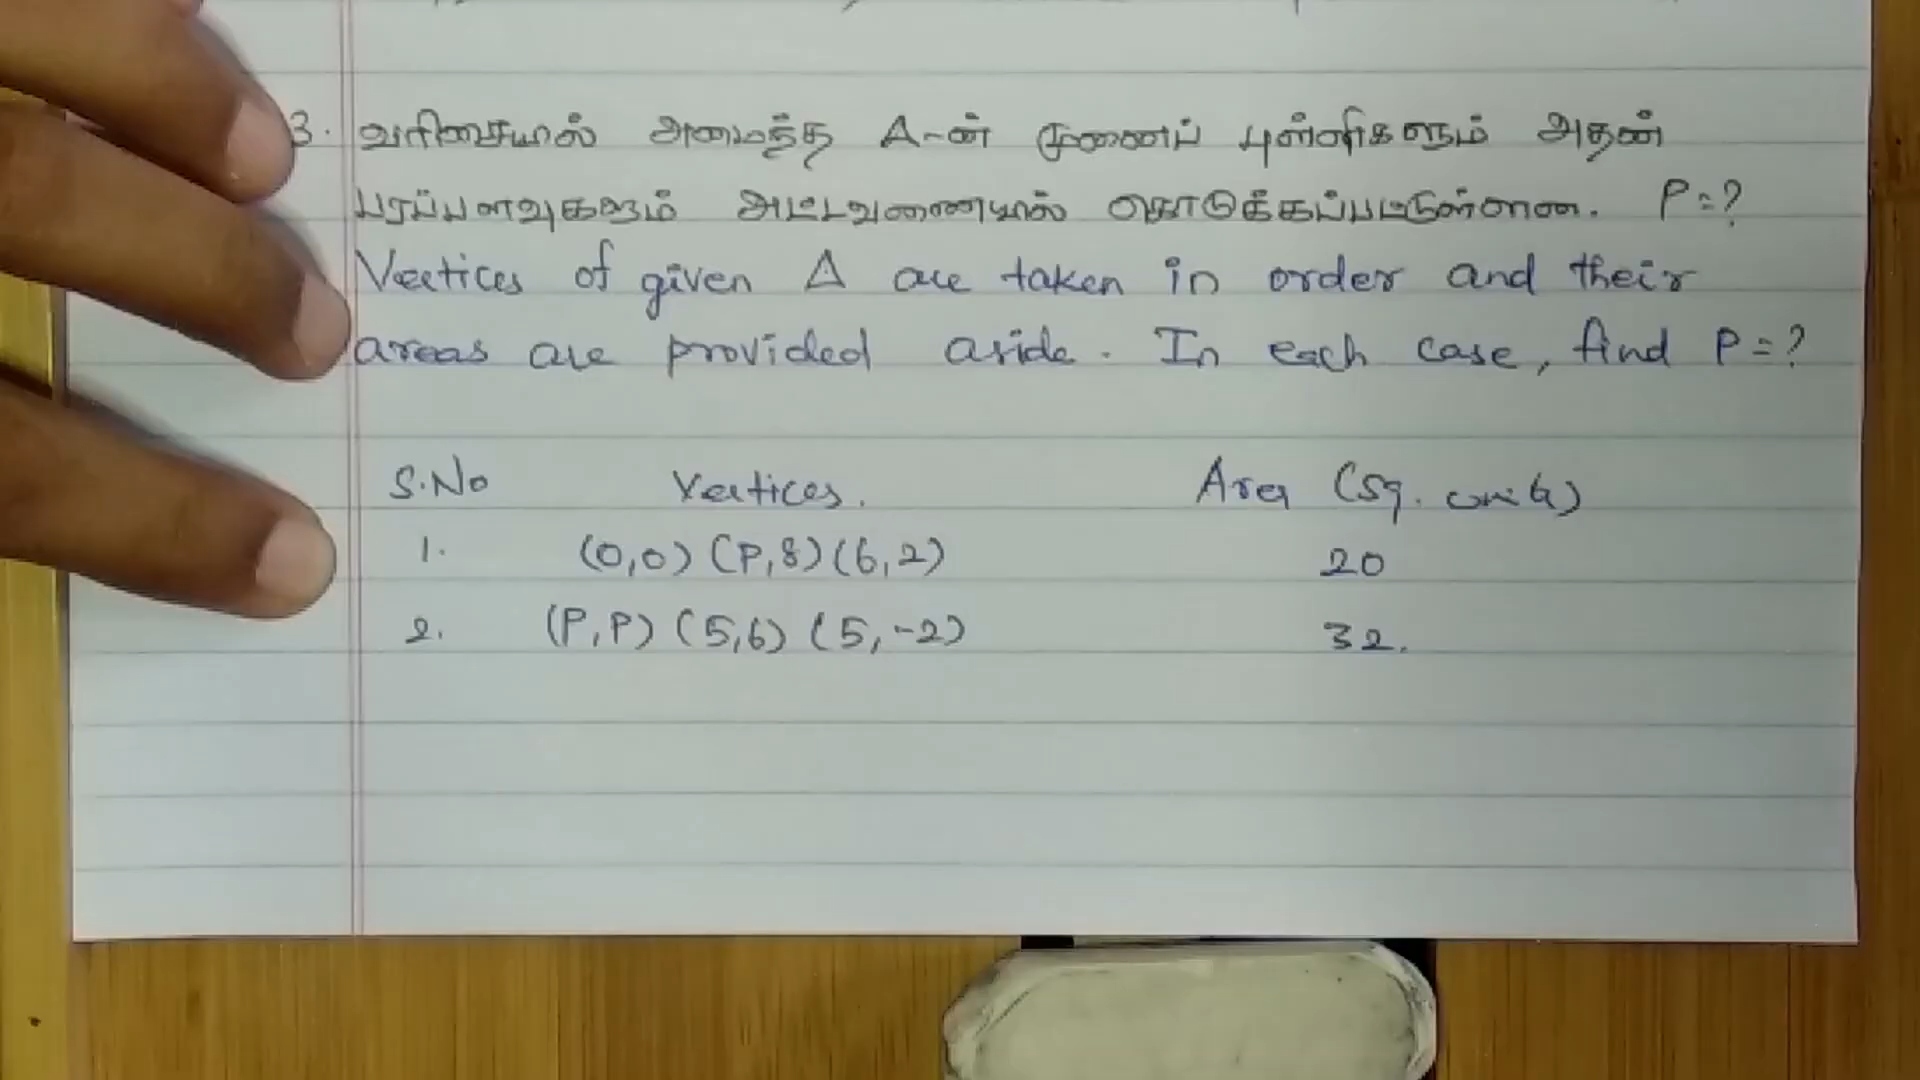 3. வரிசையில் அமைந்த Δ-ன் முனைப் புள்ளிகளும் அதன்
பரப்பளவுகளும் அட்டவணையில் கொடுக்கப்பட்டுள்ளன. P=?
Vertices of given Δ are taken in order and their
areas are provided aside. In each case, find P=?
S.No Vertices. Area (sq. units)
1. (0,0) (P,8) (6,2) 20
2. (P,P) (5,6) (5,-2) 32.